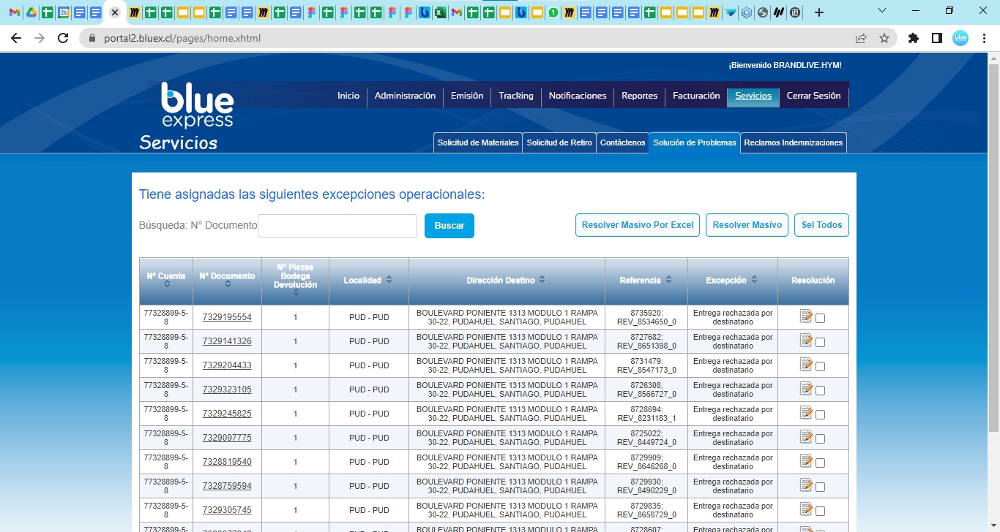 portal2.bluex.cl/pages/home.xhtml
¡Bienvenido BRANDLIVE.HYM!
blue
express
Inicio
Administración
Emisión
Tracking
Notificaciones
Reportes
Facturación
Servicios
Cerrar Sesión
Servicios
Solicitud de Materiales
Solicitud de Retiro
Contáctenos
Solución de Problemas
Reclamos Indemnizaciones
Tiene asignadas las siguientes excepciones operacionales:
Búsqueda: N° Documento
Buscar
Resolver Masivo Por Excel
Resolver Masivo
Sel Todos
Nº Cuenta
Nº Documento
Nº Piezas
Bodega
Devolución
Localidad
Dirección Destino
Referencia
Excepción
Resolución
77328899-5-
8
7329195554
1
PUD - PUD
BOULEVARD PONIENTE 1313 MODULO 1 RAMPA
30-22, PUDAHUEL, SANTIAGO, PUDAHUEL
8735920;
REV_8534650_0
Entrega rechazada por
destinatario
77328899-5-
8
7329141326
1
PUD - PUD
BOULEVARD PONIENTE 1313 MODULO 1 RAMPA
30-22, PUDAHUEL, SANTIAGO, PUDAHUEL
8727682;
REV_8651398_0
Entrega rechazada por
destinatario
77328899-5-
8
7329204433
1
PUD - PUD
BOULEVARD PONIENTE 1313 MODULO 1 RAMPA
30-22, PUDAHUEL, SANTIAGO, PUDAHUEL
8731479;
REV_8547173_0
Entrega rechazada por
destinatario
77328899-5-
8
7329323105
1
PUD - PUD
BOULEVARD PONIENTE 1313 MODULO 1 RAMPA
30-22, PUDAHUEL, SANTIAGO, PUDAHUEL
8726308;
REV_8566727_0
Entrega rechazada por
destinatario
77328899-5-
8
7329245825
1
PUD - PUD
BOULEVARD PONIENTE 1313 MODULO 1 RAMPA
30-22, PUDAHUEL, SANTIAGO, PUDAHUEL
8728694;
REV_8231183_1
Entrega rechazada por
destinatario
77328899-5-
8
7329097775
1
PUD - PUD
BOULEVARD PONIENTE 1313 MODULO 1 RAMPA
30-22, PUDAHUEL, SANTIAGO, PUDAHUEL
8725022;
REV_8449724_0
Entrega rechazada por
destinatario
77328899-5-
8
7328819540
1
PUD - PUD
BOULEVARD PONIENTE 1313 MODULO 1 RAMPA
30-22, PUDAHUEL, SANTIAGO, PUDAHUEL
8729909;
REV_8646268_0
Entrega rechazada por
destinatario
77328899-5-
8
7328759594
1
PUD - PUD
BOULEVARD PONIENTE 1313 MODULO 1 RAMPA
30-22, PUDAHUEL, SANTIAGO, PUDAHUEL
8729930;
REV_8490229_0
Entrega rechazada por
destinatario
77328899-5-
8
7329305745
1
PUD - PUD
BOULEVARD PONIENTE 1313 MODULO 1 RAMPA
30-22, PUDAHUEL, SANTIAGO, PUDAHUEL
8729835;
REV_8658729_0
Entrega rechazada por
destinatario
77328899-5-
BOULEVARD PONIENTE 1313 MODULO 1 RAMPA
8728607;
Entrega rechazada por